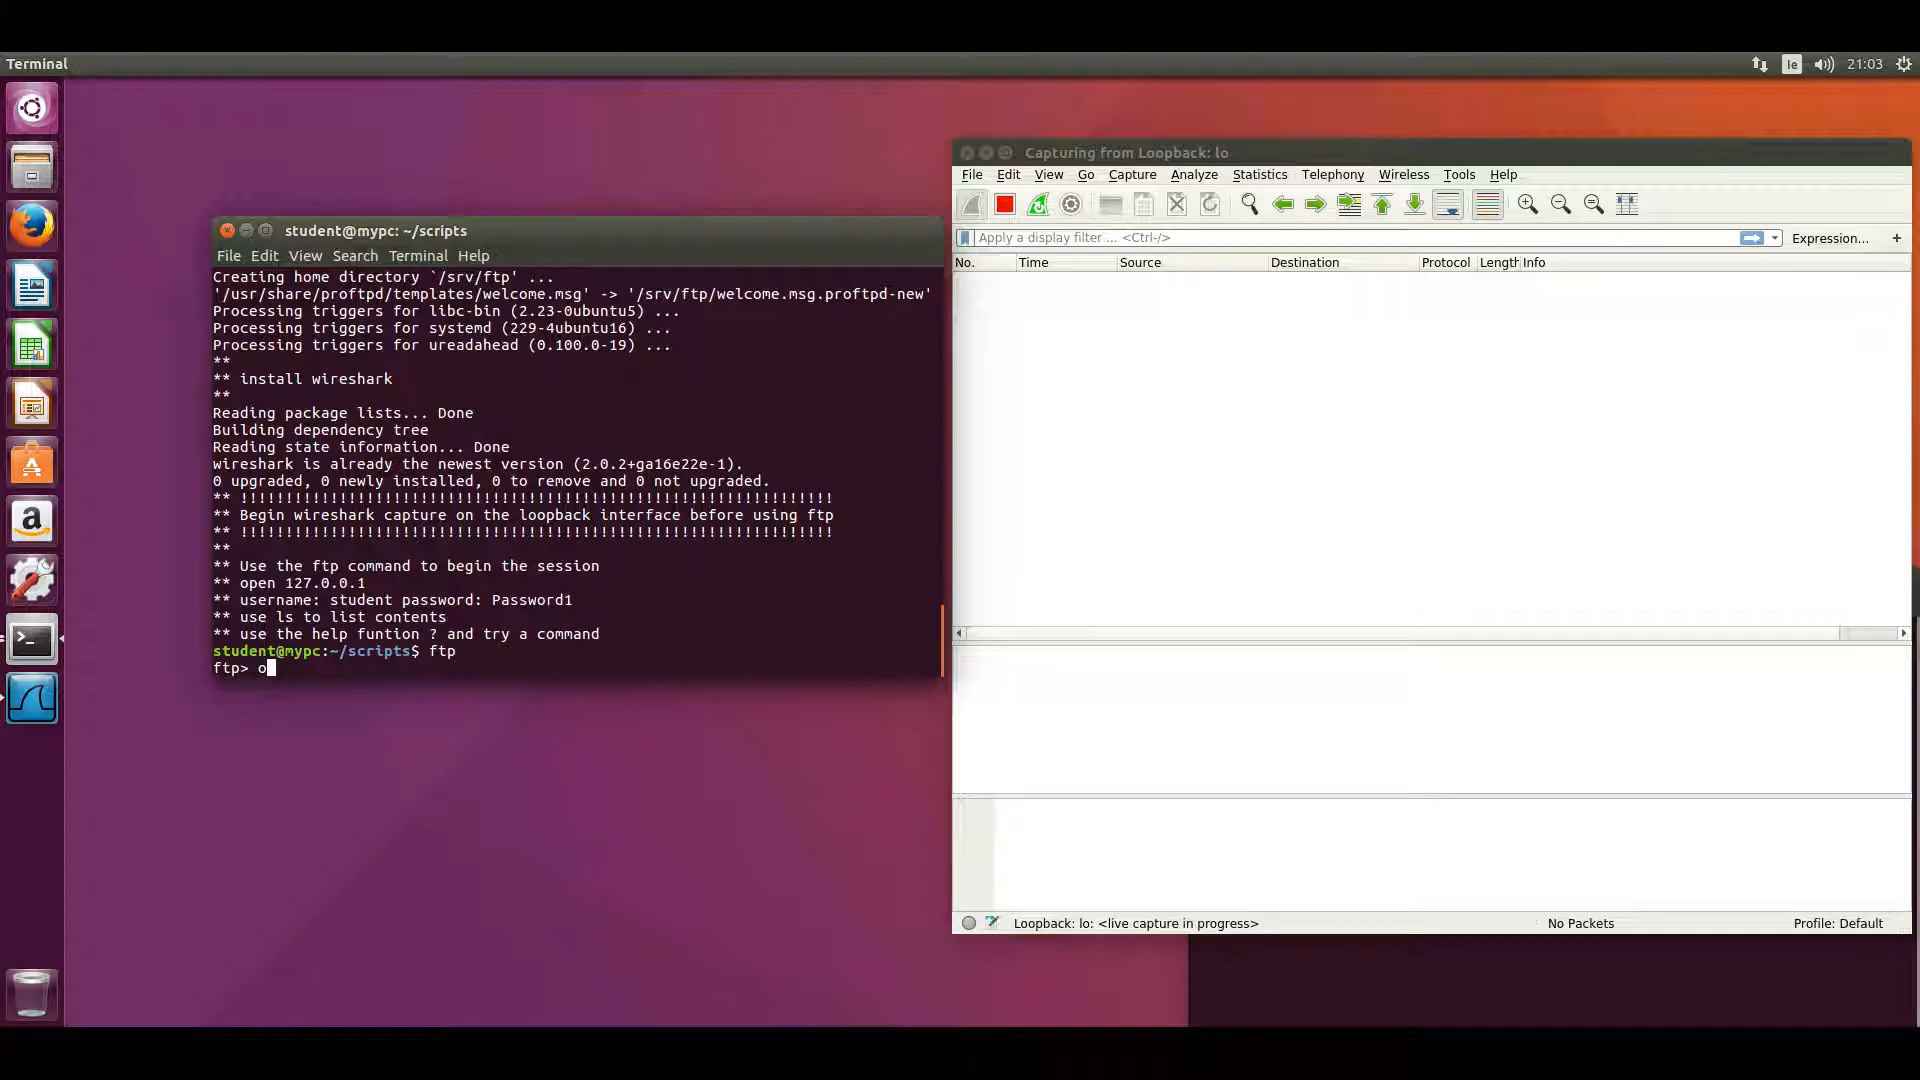 Terminal
le
21:03
student@mypc: ~/scripts
File Edit View Search Terminal Help
Creating home directory `/srv/ftp' ...
'/usr/share/proftpd/templates/welcome.msg' -> '/srv/ftp/welcome.msg.proftpd-new'
Processing triggers for libc-bin (2.23-0ubuntu5) ...
Processing triggers for systemd (229-4ubuntu16) ...
Processing triggers for ureadahead (0.100.0-19) ...
**
** install wireshark
**
Reading package lists... Done
Building dependency tree
Reading state information... Done
wireshark is already the newest version (2.0.2+ga16e22e-1).
0 upgraded, 0 newly installed, 0 to remove and 0 not upgraded.
** !!!!!!!!!!!!!!!!!!!!!!!!!!!!!!!!!!!!!!!!!!!!!!!!!!!!!!!!!!!!!!!!!!
** Begin wireshark capture on the loopback interface before using ftp
** !!!!!!!!!!!!!!!!!!!!!!!!!!!!!!!!!!!!!!!!!!!!!!!!!!!!!!!!!!!!!!!!!!
**
** Use the ftp command to begin the session
** open 127.0.0.1
** username: student password: Password1
** use ls to list contents
** use the help funtion ? and try a command
student@mypc:~/scripts$ ftp
ftp> o
Capturing from Loopback: lo
File Edit View Go Capture Analyze Statistics Telephony Wireless Tools Help
Apply a display filter ... <Ctrl-/>
Expression... +
No. Time Source Destination Protocol Length Info
Loopback: lo: <live capture in progress>
No Packets
Profile: Default